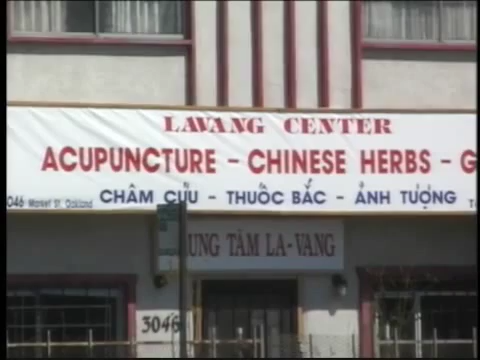 LAVANG CENTER
ACUPUNCTURE - CHINESE HERBS - G
046 Market St. Oakland CHÂM CỨU - THUỐC BẮC - ẢNH TƯỢNG T
UNG TÂM LA-VANG
3046